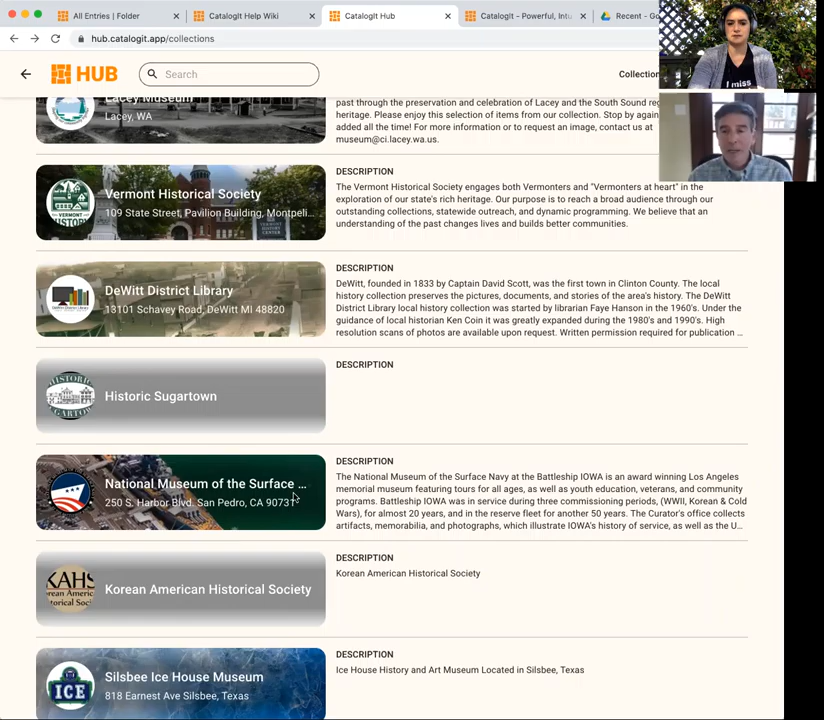 All Entries | Folder
CatalogIt Help Wiki
CatalogIt Hub
CatalogIt - Powerful, Intu
Recent - Go
hub.catalogit.app/collections
HUB
Search
Collection
I miss
Lacey Museum
Lacey, WA
past through the preservation and celebration of Lacey and the South Sound reg
heritage. Please enjoy this selection of items from our collection. Stop by again
added all the time! For more information or to request an image, contact us at
museum@ci.lacey.wa.us.
Vermont Historical Society
109 State Street, Pavilion Building, Montpeli...
VERMONT
HISTORY
DESCRIPTION
The Vermont Historical Society engages both Vermonters and "Vermonters at heart" in the
exploration of our state's rich heritage. Our purpose is to reach a broad audience through our
outstanding collections, statewide outreach, and dynamic programming. We believe that an
understanding of the past changes lives and builds better communities.
DeWitt District Library
13101 Schavey Road, DeWitt MI 48820
DESCRIPTION
DeWitt, founded in 1833 by Captain David Scott, was the first town in Clinton County. The local
history collection preserves the pictures, documents, and stories of the area's history. The DeWitt
District Library local history collection was started by librarian Faye Hanson in the 1960's. Under the
guidance of local historian Ken Coin it was greatly expanded during the 1980's and 1990's. High
resolution scans of photos are available upon request. Written permission required for publication ...
HISTORIC
Historic Sugartown
DESCRIPTION
National Museum of the Surface ...
250 S. Harbor Blvd. San Pedro, CA 90731
DESCRIPTION
The National Museum of the Surface Navy at the Battleship IOWA is an award winning Los Angeles
memorial museum featuring tours for all ages, as well as youth education, veterans, and community
programs. Battleship IOWA was in service during three commissioning periods, (WWII, Korean & Cold
Wars), for almost 20 years, and in the reserve fleet for another 50 years. The Curator's office collects
artifacts, memorabilia, and photographs, which illustrate IOWA's history of service, as well as the U...
KAHS
Korean American Historical Society
DESCRIPTION
Korean American Historical Society
ICE
Silsbee Ice House Museum
818 Earnest Ave Silsbee, Texas
DESCRIPTION
Ice House History and Art Museum Located in Silsbee, Texas